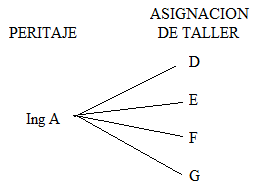 ASIGNACION
PERITAJE DE TALLER
D
E
Ing A
F
G